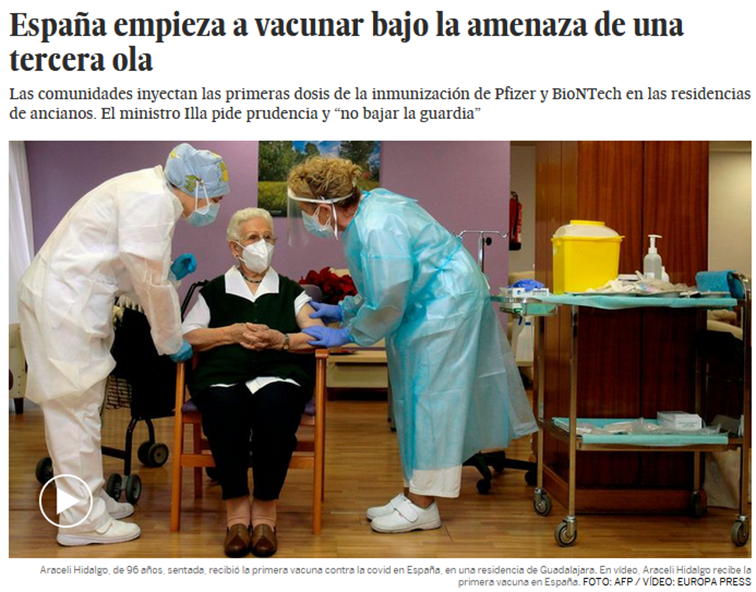 España empieza a vacunar bajo la amenaza de una
tercera ola
Las comunidades inyectan las primeras dosis de la inmunización de Pfizer y BioNTech en las residencias
de ancianos. El ministro Illa pide prudencia y “no bajar la guardia”
Araceli Hidalgo, de 96 años, sentada, recibió la primera vacuna contra la covid en España, en una residencia de Guadalajara. En vídeo, Araceli Hidalgo recibe la
primera vacuna en España. FOTO: AFP / VÍDEO: EUROPA PRESS